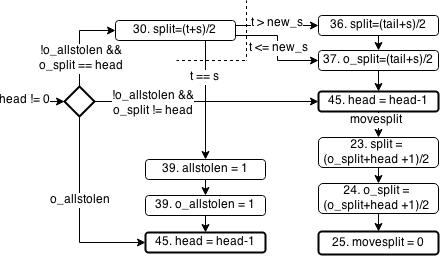 30. split=(t+s)/2
t > new_s
36. split=(tail+s)/2
!o_allstolen &&
o_split == head
t <= new_s
37. o_split=(tail+s)/2
t == s
head != 0
!o_allstolen &&
o_split != head
45. head = head-1
movesplit
23. split =
(o_split+head +1)/2
39. allstolen = 1
24. o_split =
(o_split+head +1)/2
o_allstolen
39. o_allstolen = 1
45. head = head-1
25. movesplit = 0